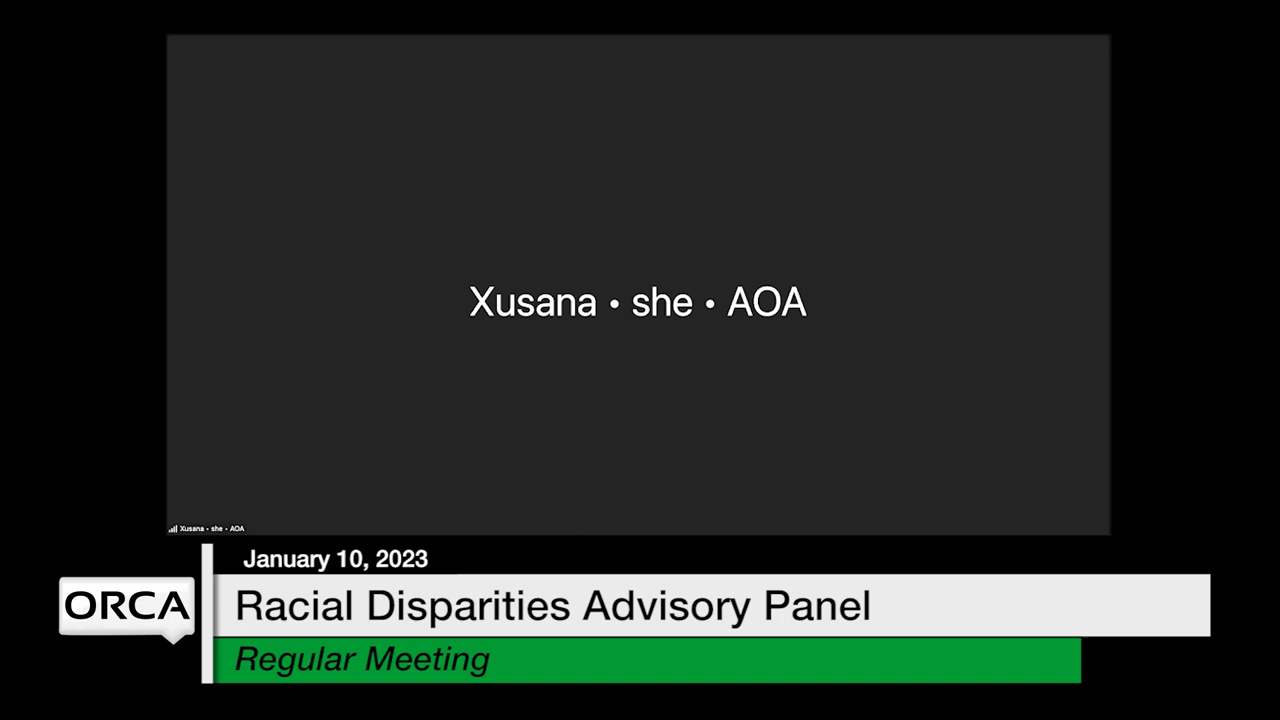 Xusana • she • AOA
Xusana • she • AOA
January 10, 2023
ORCA
Racial Disparities Advisory Panel
Regular Meeting